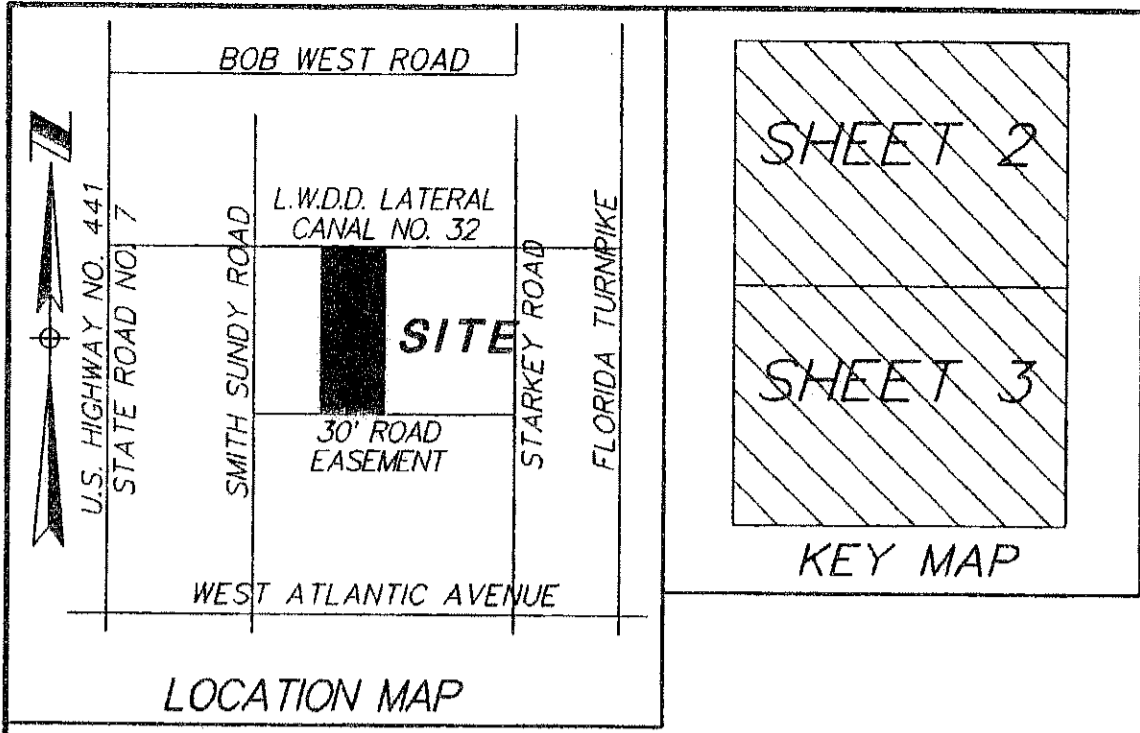 BOB WEST ROAD
N
U.S. HIGHWAY NO. 441
STATE ROAD NO. 7
SMITH SUNDY ROAD
L.W.D.D. LATERAL
CANAL NO. 32
SITE
STARKEY ROAD
FLORIDA TURNPIKE
30' ROAD
EASEMENT
WEST ATLANTIC AVENUE
LOCATION MAP
SHEET 2
SHEET 3
KEY MAP